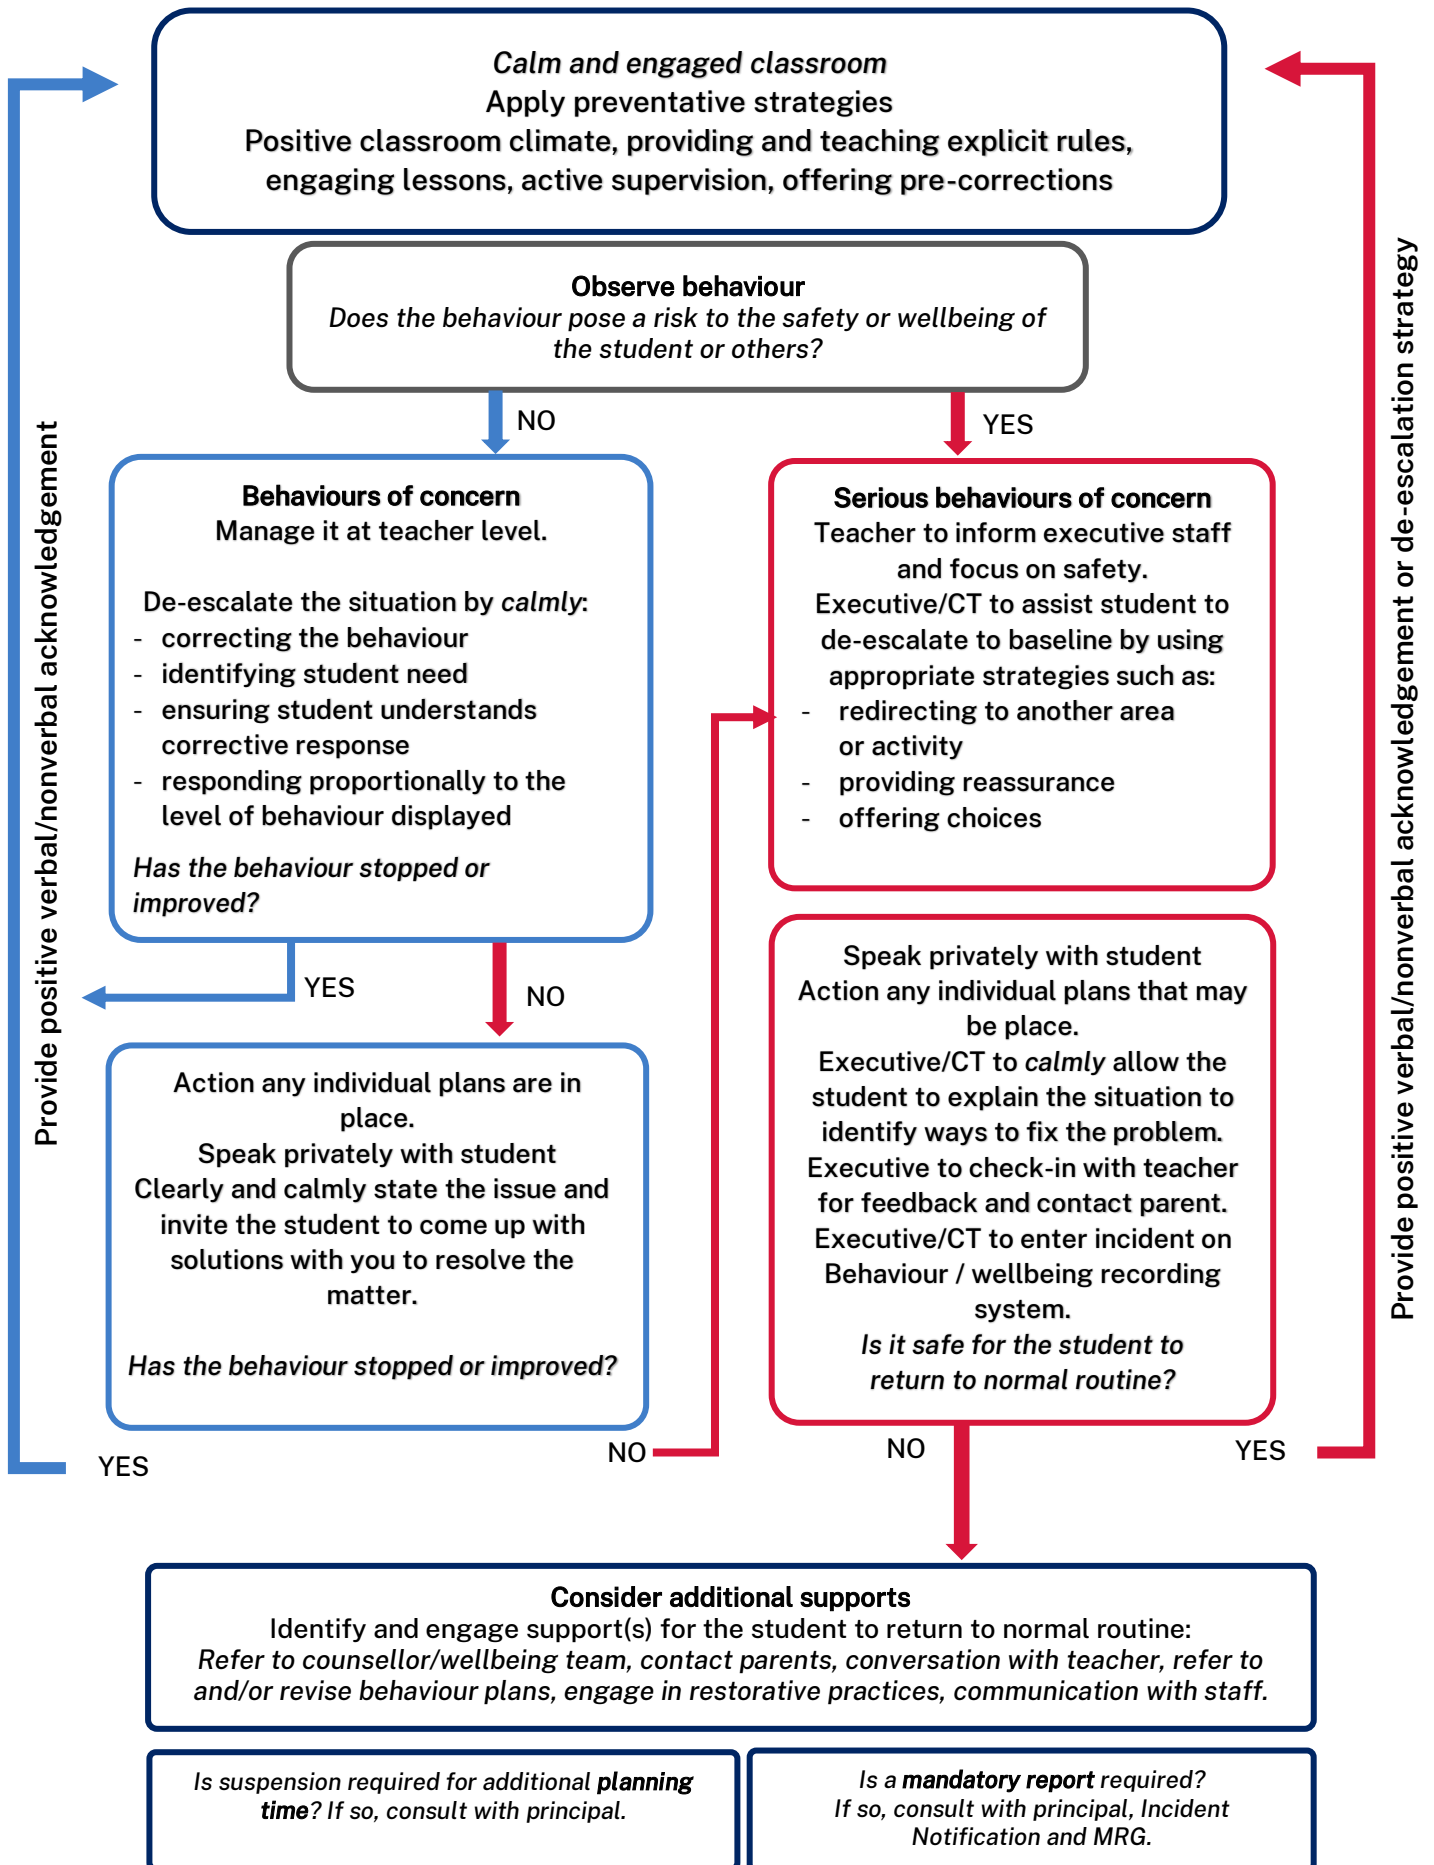 Calm and engaged classroom
Apply preventative strategies
Positive classroom climate, providing and teaching explicit rules,
engaging lessons, active supervision, offering pre-corrections
Observe behaviour
Does the behaviour pose a risk to the safety or wellbeing of
the student or others?
NO
YES
Behaviours of concern
Manage it at teacher level.
De-escalate the situation by calmly:
- correcting the behaviour
- identifying student need
- ensuring student understands
corrective response
- responding proportionally to the
level of behaviour displayed
Has the behaviour stopped or
improved?
YES
NO
Action any individual plans are in
place.
Speak privately with student
Clearly and calmly state the issue and
invite the student to come up with
solutions with you to resolve the
matter.
Has the behaviour stopped or improved?
YES
NO
Provide positive verbal/nonverbal acknowledgement
Serious behaviours of concern
Teacher to inform executive staff
and focus on safety.
Executive/CT to assist student to
de-escalate to baseline by using
appropriate strategies such as:
- redirecting to another area
or activity
- providing reassurance
- offering choices
Speak privately with student
Action any individual plans that may
be place.
Executive/CT to calmly allow the
student to explain the situation to
identify ways to fix the problem.
Executive to check-in with teacher
for feedback and contact parent.
Executive/CT to enter incident on
Behaviour / wellbeing recording
system.
Is it safe for the student to
return to normal routine?
NO
YES
Provide positive verbal/nonverbal acknowledgement or de-escalation strategy
Consider additional supports
Identify and engage support(s) for the student to return to normal routine:
Refer to counsellor/wellbeing team, contact parents, conversation with teacher, refer to
and/or revise behaviour plans, engage in restorative practices, communication with staff.
Is suspension required for additional planning
time? If so, consult with principal.
Is a mandatory report required?
If so, consult with principal, Incident
Notification and MRG.